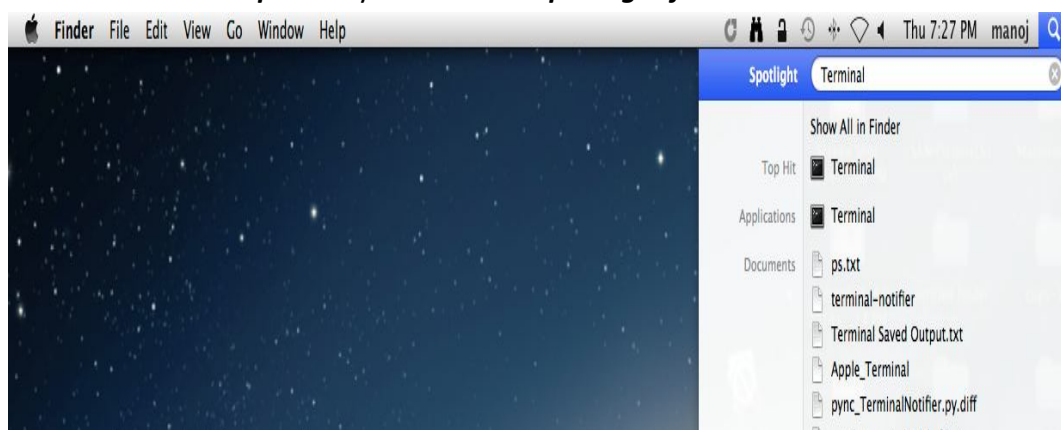 Finder File Edit View Go Window Help Thu 7:27 PM manoj
Spotlight Terminal
Show All in Finder
Top Hit Terminal
Applications Terminal
Documents ps.txt
terminal-notifier
Terminal Saved Output.txt
Apple_Terminal
pync_TerminalNotifier.py.diff